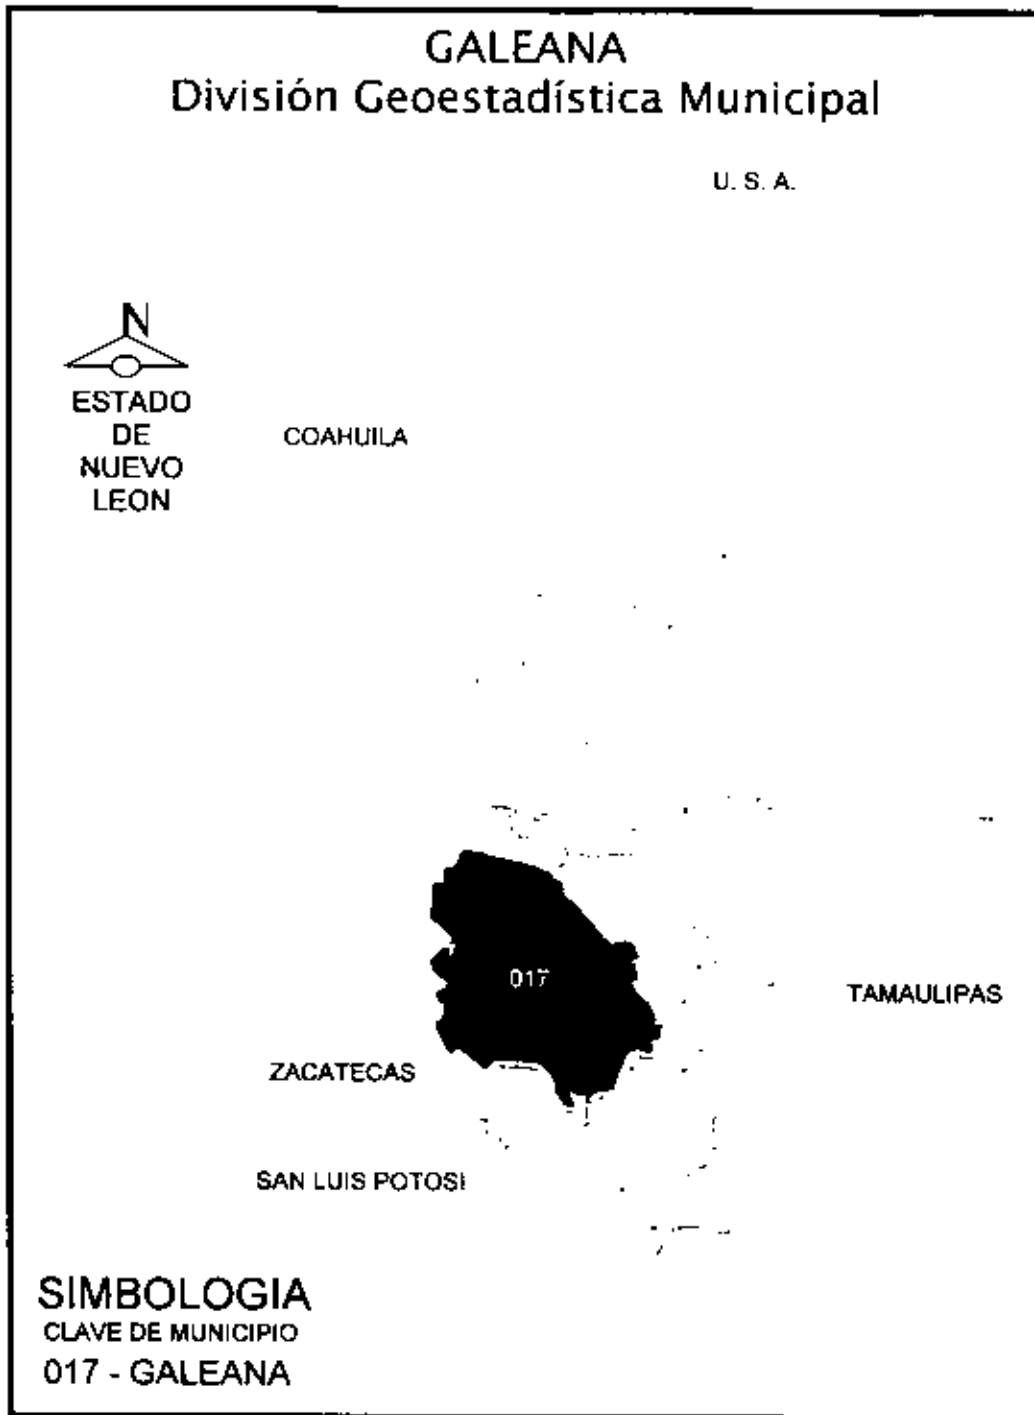 GALEANA
División Geoestadística Municipal
U. S. A.
N
ESTADO
DE
NUEVO
LEON
COAHUILA
017
TAMAULIPAS
ZACATECAS
SAN LUIS POTOSI
SIMBOLOGIA
CLAVE DE MUNICIPIO
017 - GALEANA